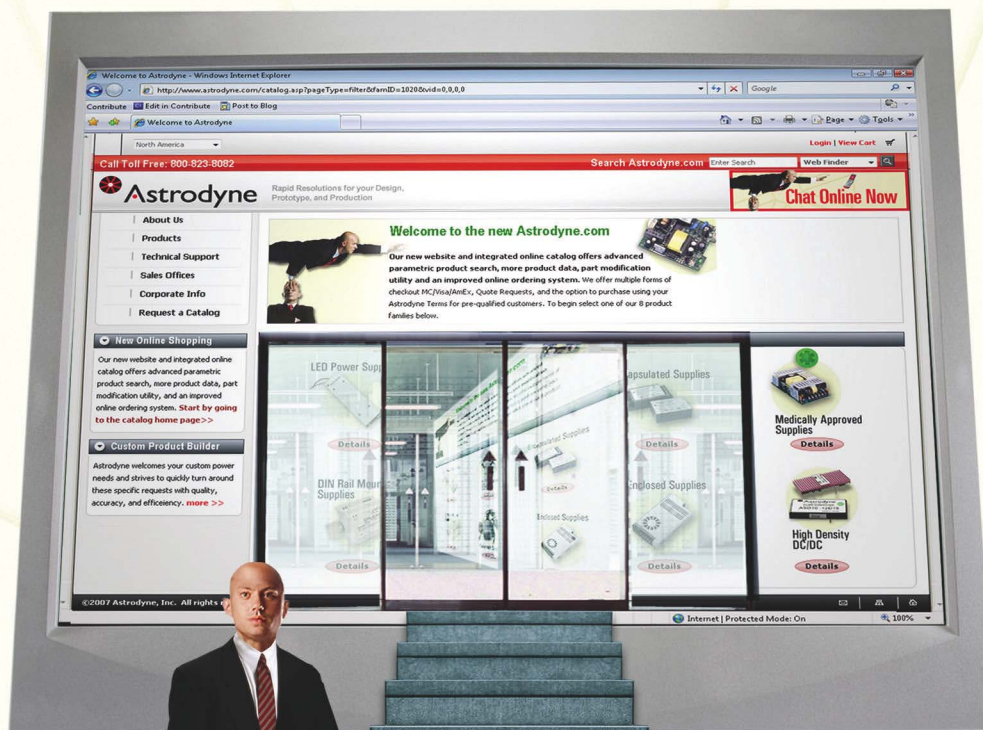 Welcome to Astrodyne - Windows Internet Explorer
http://www.astrodyne.com/catalog.asp?pageType=filter&famID=1020&vid=0,0,0,0
Google
Contribute Edit in Contribute Post to Blog
Welcome to Astrodyne
Page Tools
North America
Login | View Cart
Call Toll Free: 800-823-8082
Search Astrodyne.com Enter Search Web Finder
Astrodyne
Rapid Resolutions for your Design,
Prototype, and Production
Chat Online Now
About Us
Products
Technical Support
Sales Offices
Corporate Info
Request a Catalog
Welcome to the new Astrodyne.com
Our new website and integrated online catalog offers advanced
parametric product search, more product data, part modification
utility and an improved online ordering system. We offer multiple forms of
checkout MC/Visa/AmEx, Quote Requests, and the option to purchase using your
Astrodyne Terms for pre-qualified customers. To begin select one of our 8 product
families below.
New Online Shopping
Our new website and integrated online
catalog offers advanced parametric
product search, more product data, part
modification utility, and an improved
online ordering system. Start by going
to the catalog home page>>
Custom Product Builder
Astrodyne welcomes your custom power
needs and strives to quickly turn around
these specific requests with quality,
accuracy, and efficeiency. more >>
LED Power Supp
Details
DIN Rail Moun
Supplies
Details
Encapsulated Supplies
Details
Enclosed Supplies
apsulated Supplies
Details
Enclosed Supplies
Details
Medically Approved
Supplies
Details
High Density
DC/DC
Details
©2007 Astrodyne, Inc. All rights
Internet | Protected Mode: On
100%